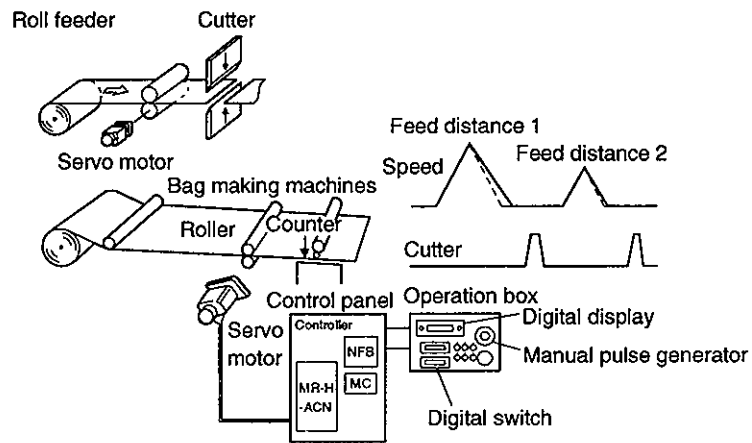 Roll feeder
Cutter
Servo motor
Feed distance 1
Feed distance 2
Speed
Bag making machines
Roller
Counter
Cutter
Control panel
Operation box
Servo
motor
Controller
NFB
MC
MR-H
-ACN
Digital display
Manual pulse generator
Digital switch